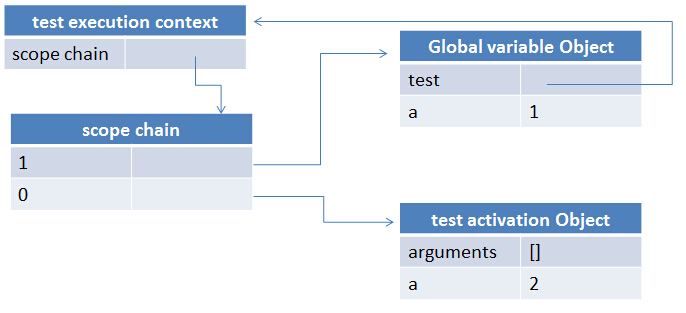 test execution context
scope chain
Global variable Object
test
a 1
scope chain
1
0
test activation Object
arguments []
a 2